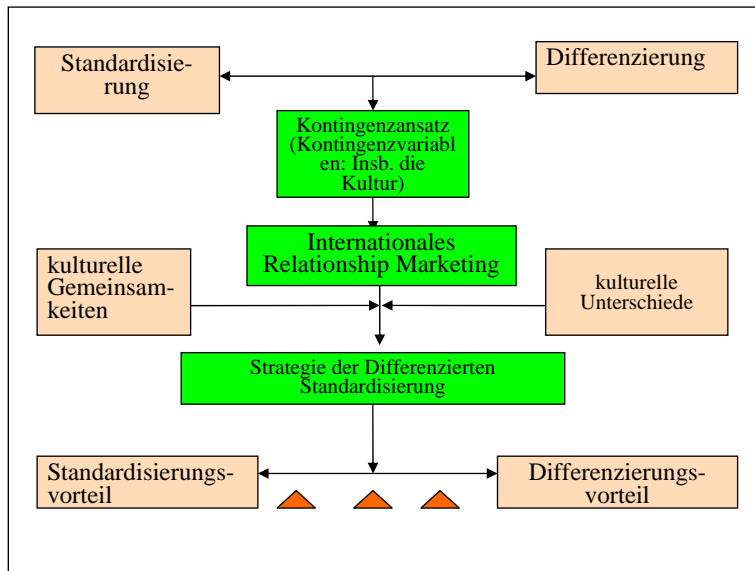 Standardisie-
rung
Differenzierung
Kontingenzansatz
(Kontingenzvariabl
en: Insb. die
Kultur)
Internationales
Relationship Marketing
kulturelle
Gemeinsam-
keiten
kulturelle
Unterschiede
Strategie der Differenzierten
Standardisierung
Standardisierungs-
vorteil
Differenzierungs-
vorteil